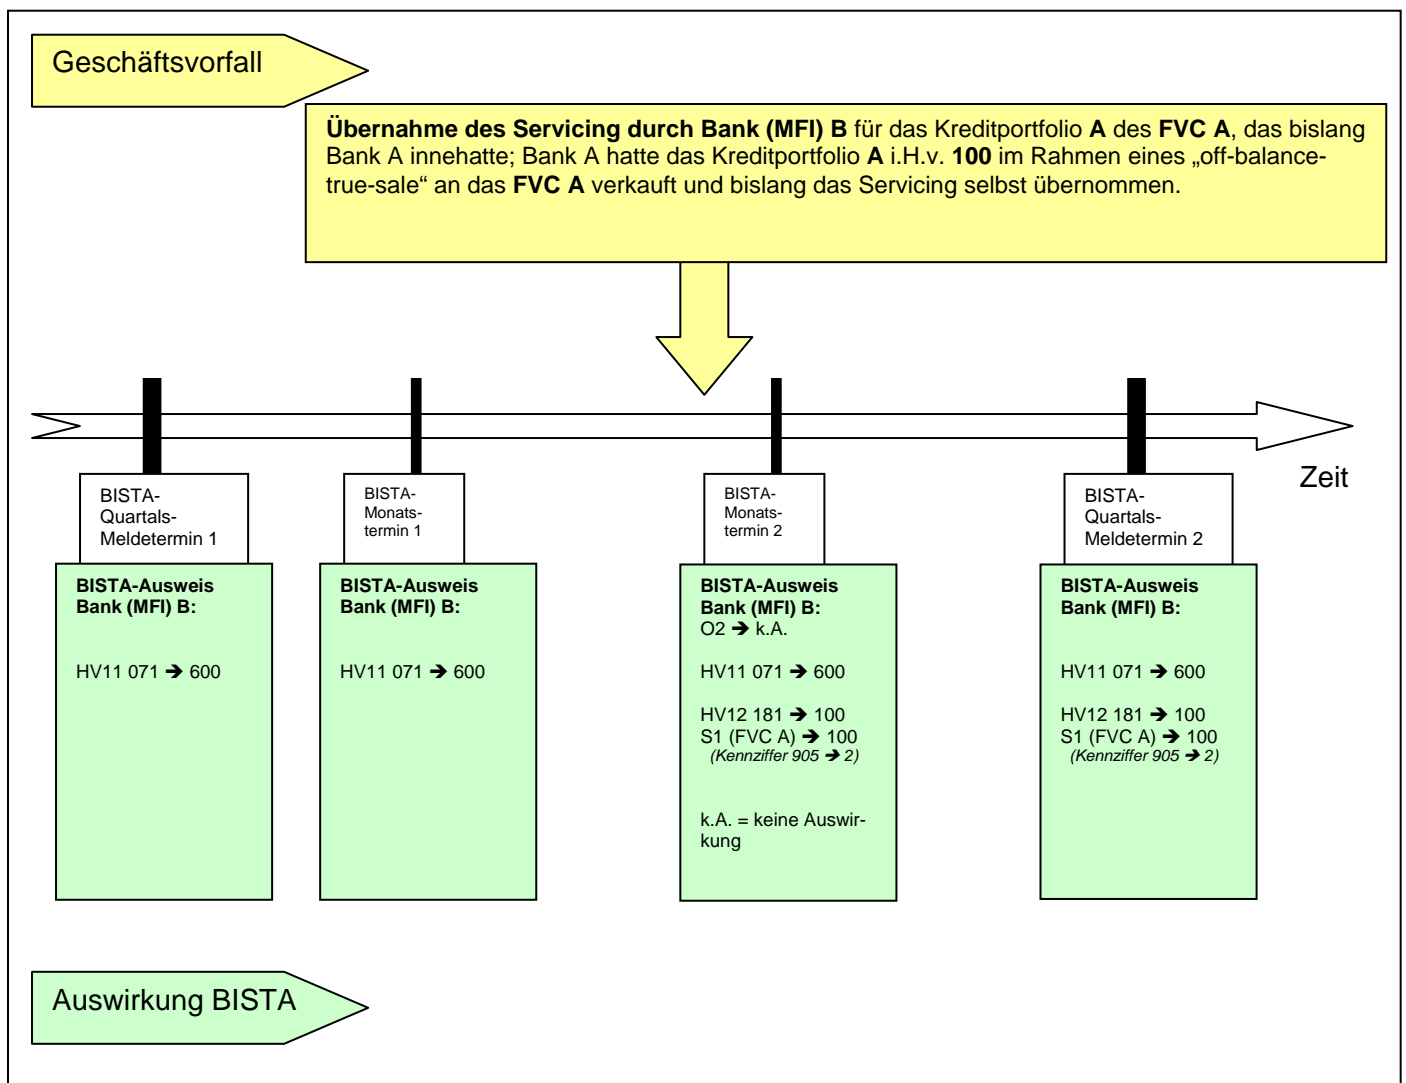 Geschäftsvorfall
Übernahme des Servicing durch Bank (MFI) B für das Kreditportfolio A des FVC A, das bislang
Bank A innehatte; Bank A hatte das Kreditportfolio A i.H.v. 100 im Rahmen eines „off-balance-
true-sale“ an das FVC A verkauft und bislang das Servicing selbst übernommen.
Zeit
BISTA-
Quartals-
Meldetermin 1
BISTA-Ausweis
Bank (MFI) B:
HV11 071 ➔ 600
BISTA-
Monats-
termin 1
BISTA-Ausweis
Bank (MFI) B:
HV11 071 ➔ 600
BISTA-
Monats-
termin 2
BISTA-Ausweis
Bank (MFI) B:
O2 ➔ k.A.
HV11 071 ➔ 600
HV12 181 ➔ 100
S1 (FVC A) ➔ 100
(Kennziffer 905 ➔ 2)
k.A. = keine Auswir-
kung
BISTA-
Quartals-
Meldetermin 2
BISTA-Ausweis
Bank (MFI) B:
HV11 071 ➔ 600
HV12 181 ➔ 100
S1 (FVC A) ➔ 100
(Kennziffer 905 ➔ 2)
Auswirkung BISTA